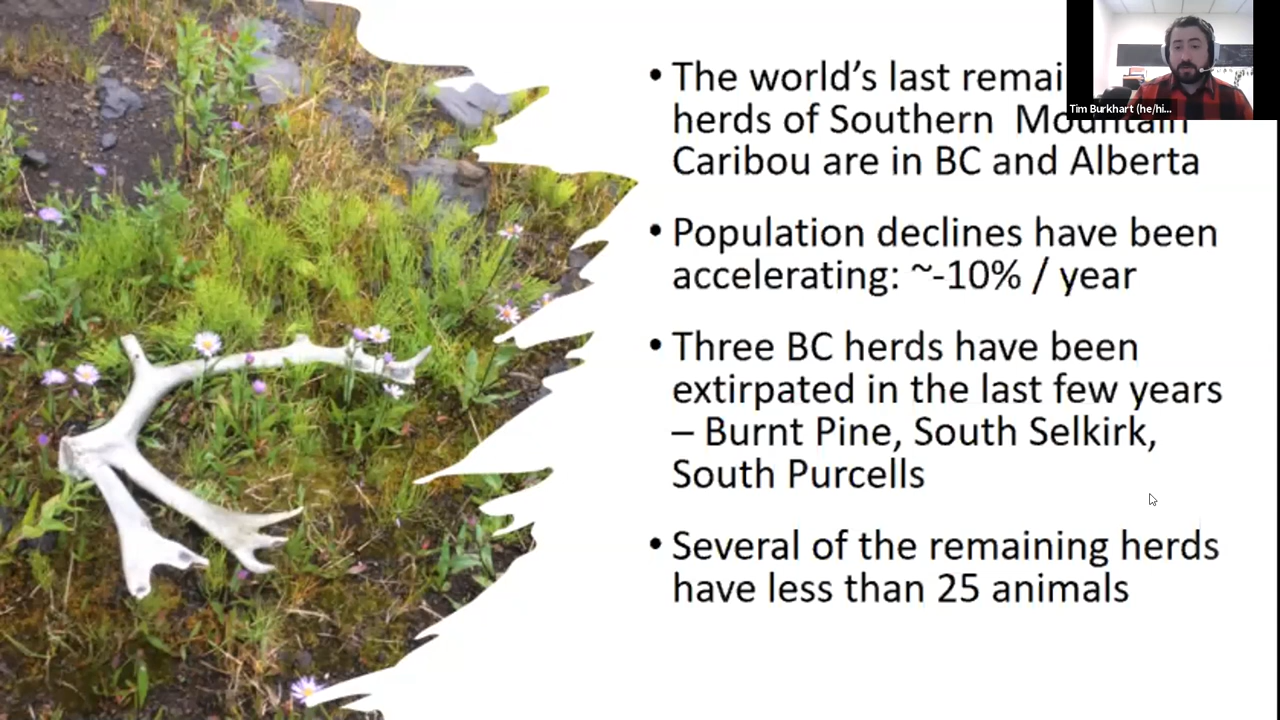 • The world’s last remai
herds of Southern Mountain
Caribou are in BC and Alberta
• Population declines have been
accelerating: ~-10% / year
• Three BC herds have been
extirpated in the last few years
– Burnt Pine, South Selkirk,
South Purcells
• Several of the remaining herds
have less than 25 animals
Tim Burkhart (he/hi...